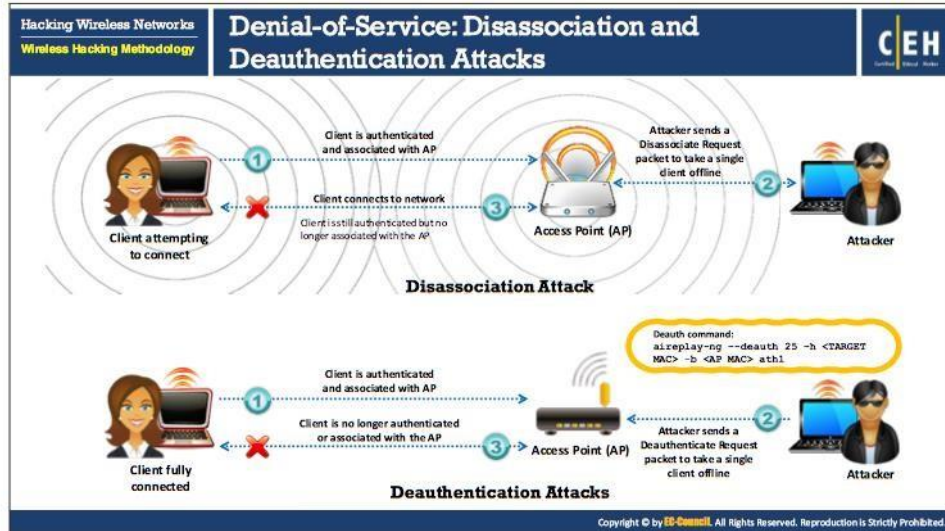 Hacking Wireless Networks
Wireless Hacking Methodology
Denial-of-Service: Disassociation and
Deauthentication Attacks
C|EH
Certified Ethical Hacker
1
Client is authenticated
and associated with AP
Attacker sends a
Disassociate Request
packet to take a single
client offline
2
Client connects to network
3
Client is still authenticated but no
longer associated with the AP
Client attempting
to connect
Access Point (AP)
Attacker
Disassociation Attack
Deauth command:
aireplay-ng --deauth 25 -h <TARGET
MAC> -b <AP MAC> ath1
1
Client is authenticated
and associated with AP
2
Client is no longer authenticated
or associated with the AP
3
Attacker sends a
Deauthenticate Request
packet to take a single
client offline
Client fully
connected
Access Point (AP)
Attacker
Deauthentication Attacks
Copyright © by EC-Council. All Rights Reserved. Reproduction is Strictly Prohibited